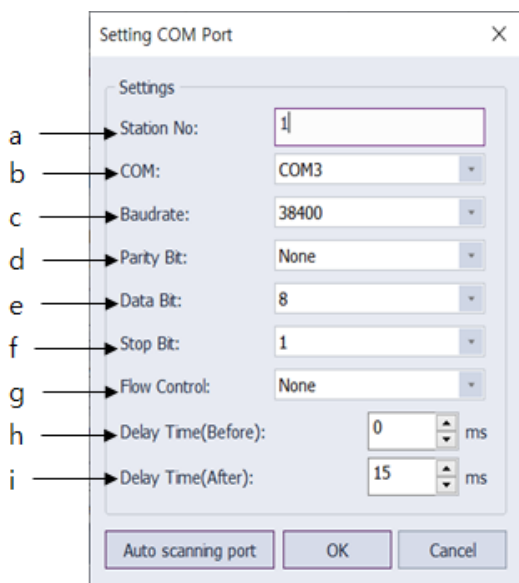 Setting COM Port
Settings
a Station No: 1
b COM: COM3
c Baudrate: 38400
d Parity Bit: None
e Data Bit: 8
f Stop Bit: 1
g Flow Control: None
h Delay Time(Before): 0 ms
i Delay Time(After): 15 ms
Auto scanning port OK Cancel